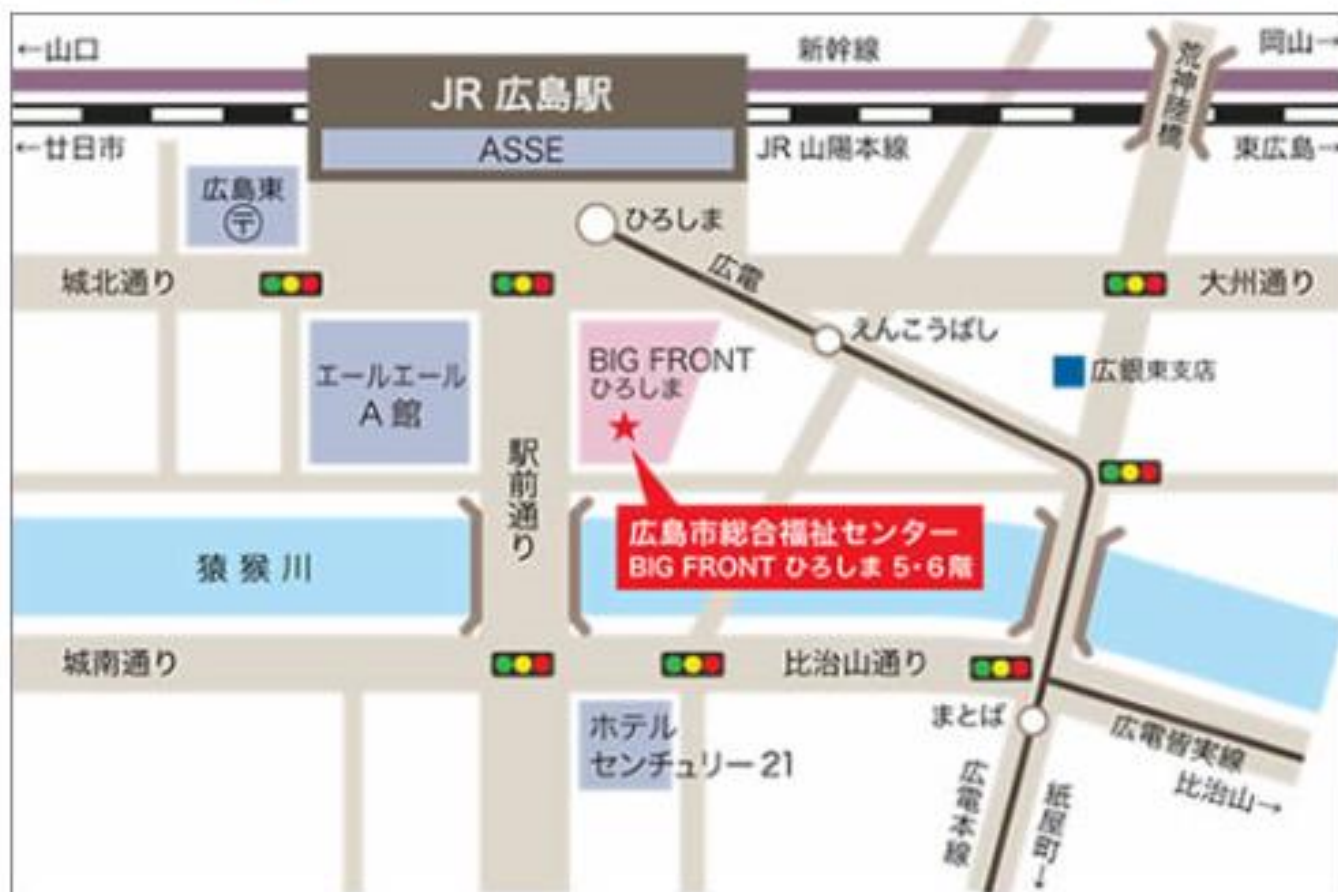 ←山口
新幹線
岡山→
荒神陸橋
JR 広島駅
ASSE
←廿日市
JR 山陽本線
東広島→
広島東
〒
ひろしま
広電
城北通り
大州通り
えんこうばし
エールエール
A 館
BIG FRONT
ひろしま
広銀東支店
駅前通り
広島市総合福祉センター
BIG FRONT ひろしま 5・6階
猿猴川
城南通り
比治山通り
ホテル
センチュリー21
まとば
広電皆実線
比治山→
広電本線
紙屋町→